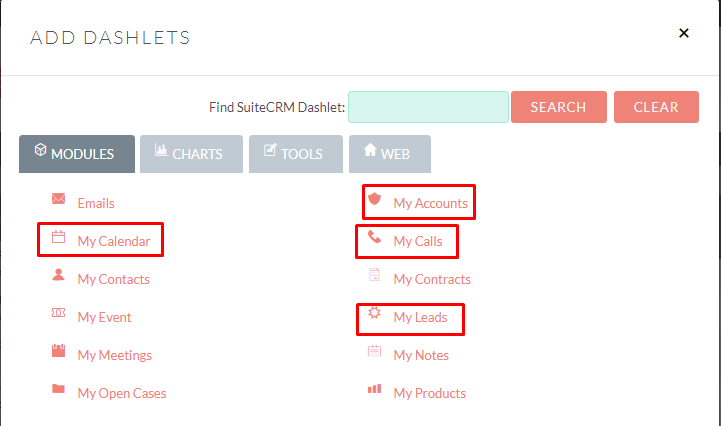 ADD DASHLETS
Find SuiteCRM Dashlet: SEARCH CLEAR
MODULES CHARTS TOOLS WEB
Emails My Accounts
My Calendar My Calls
My Contacts My Contracts
My Event My Leads
My Meetings My Notes
My Open Cases My Products